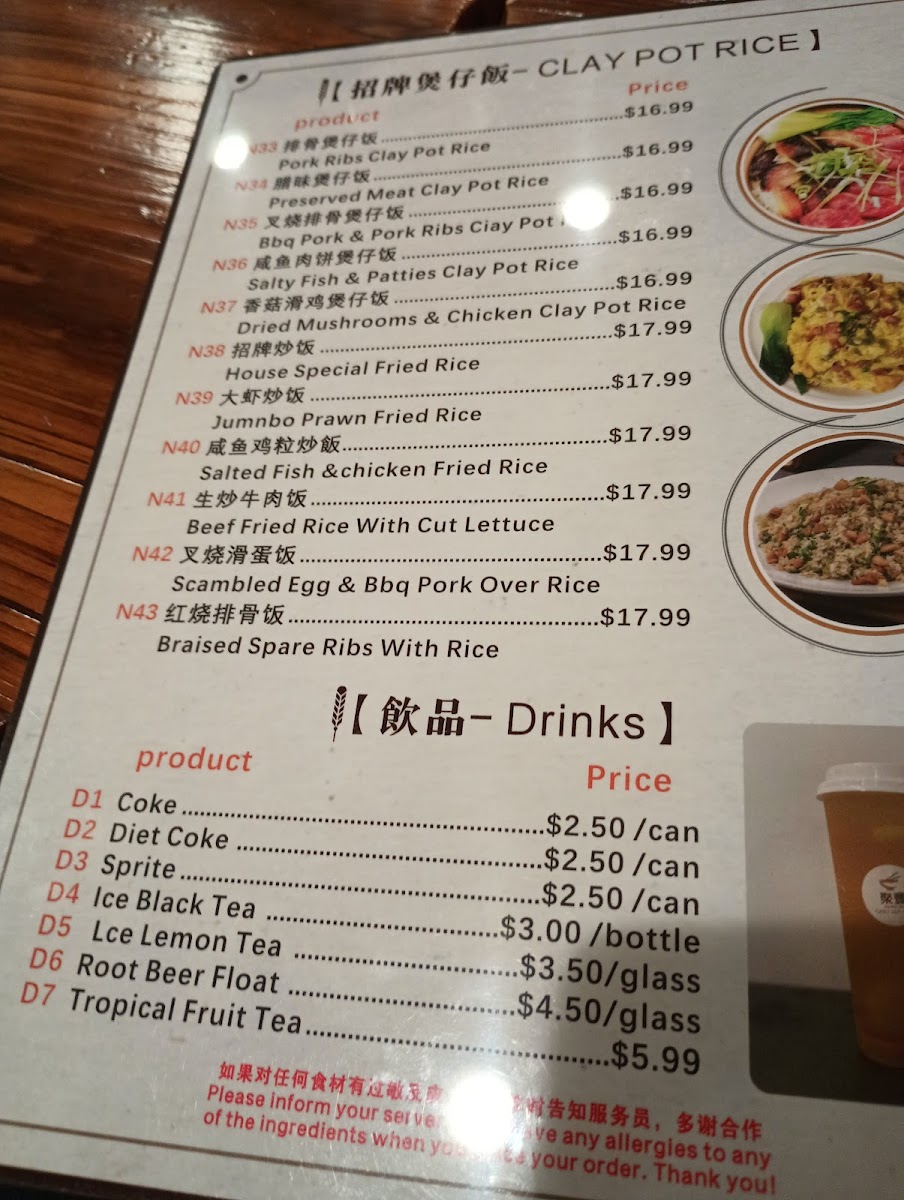 【招牌煲仔飯- CLAY POT RICE】
product Price
N33 排骨煲仔饭 $16.99
Pork Ribs Clay Pot Rice
N34 腊味煲仔饭 $16.99
Preserved Meat Clay Pot Rice
N35 叉烧排骨煲仔饭 $16.99
Bbq Pork & Pork Ribs Ciay Pot
N36 咸鱼肉饼煲仔饭 $16.99
Salty Fish & Patties Clay Pot Rice
N37 香菇滑鸡煲仔饭 $16.99
Dried Mushrooms & Chicken Clay Pot Rice
N38 招牌炒饭 $17.99
House Special Fried Rice
N39 大虾炒饭 $17.99
Jumnbo Prawn Fried Rice
N40 咸鱼鸡粒炒飯 $17.99
Salted Fish &chicken Fried Rice
N41 生炒牛肉饭 $17.99
Beef Fried Rice With Cut Lettuce
N42 叉烧滑蛋饭 $17.99
Scambled Egg & Bbq Pork Over Rice
N43 红烧排骨饭 $17.99
Braised Spare Ribs With Rice
【飲品- Drinks】
product Price
D1 Coke $2.50 /can
D2 Diet Coke $2.50 /can
D3 Sprite $2.50 /can
D4 Ice Black Tea $3.00 /bottle
D5 Lce Lemon Tea $3.50/glass
D6 Root Beer Float $4.50/glass
D7 Tropical Fruit Tea $5.99
如果对任何食材有过敏反 时告知服务员，多谢合作
Please inform your server have any allergies to any
of the ingredients when you your order. Thank you!